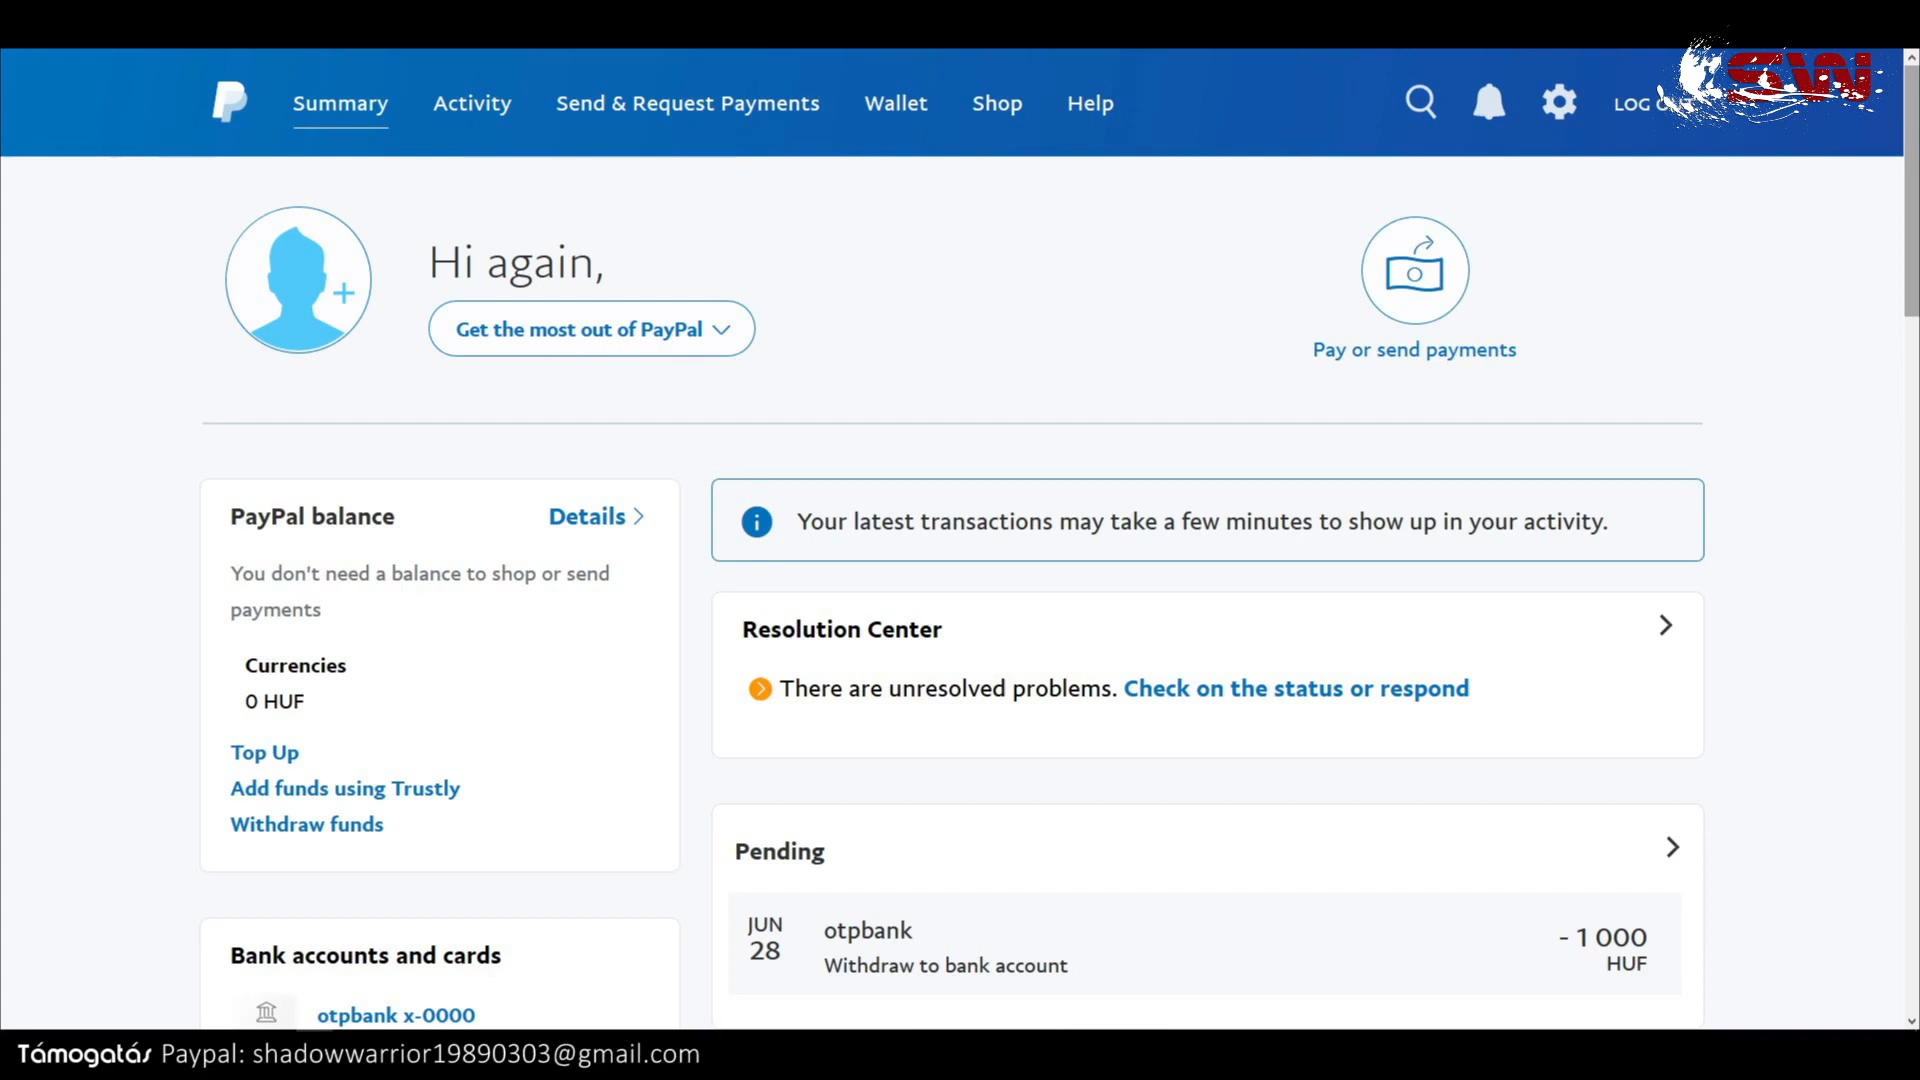 Summary
Activity
Send & Request Payments
Wallet
Shop
Help
LOG OUT
SW
Hi again,
Get the most out of PayPal
Pay or send payments
PayPal balance
Details
You don't need a balance to shop or send
payments
Currencies
0 HUF
Top Up
Add funds using Trustly
Withdraw funds
Bank accounts and cards
otpbank x-0000
Your latest transactions may take a few minutes to show up in your activity.
Resolution Center
There are unresolved problems. Check on the status or respond
Pending
JUN
28
otpbank
Withdraw to bank account
- 1 000
HUF
Támogatás Paypal: shadowwarrior19890303@gmail.com